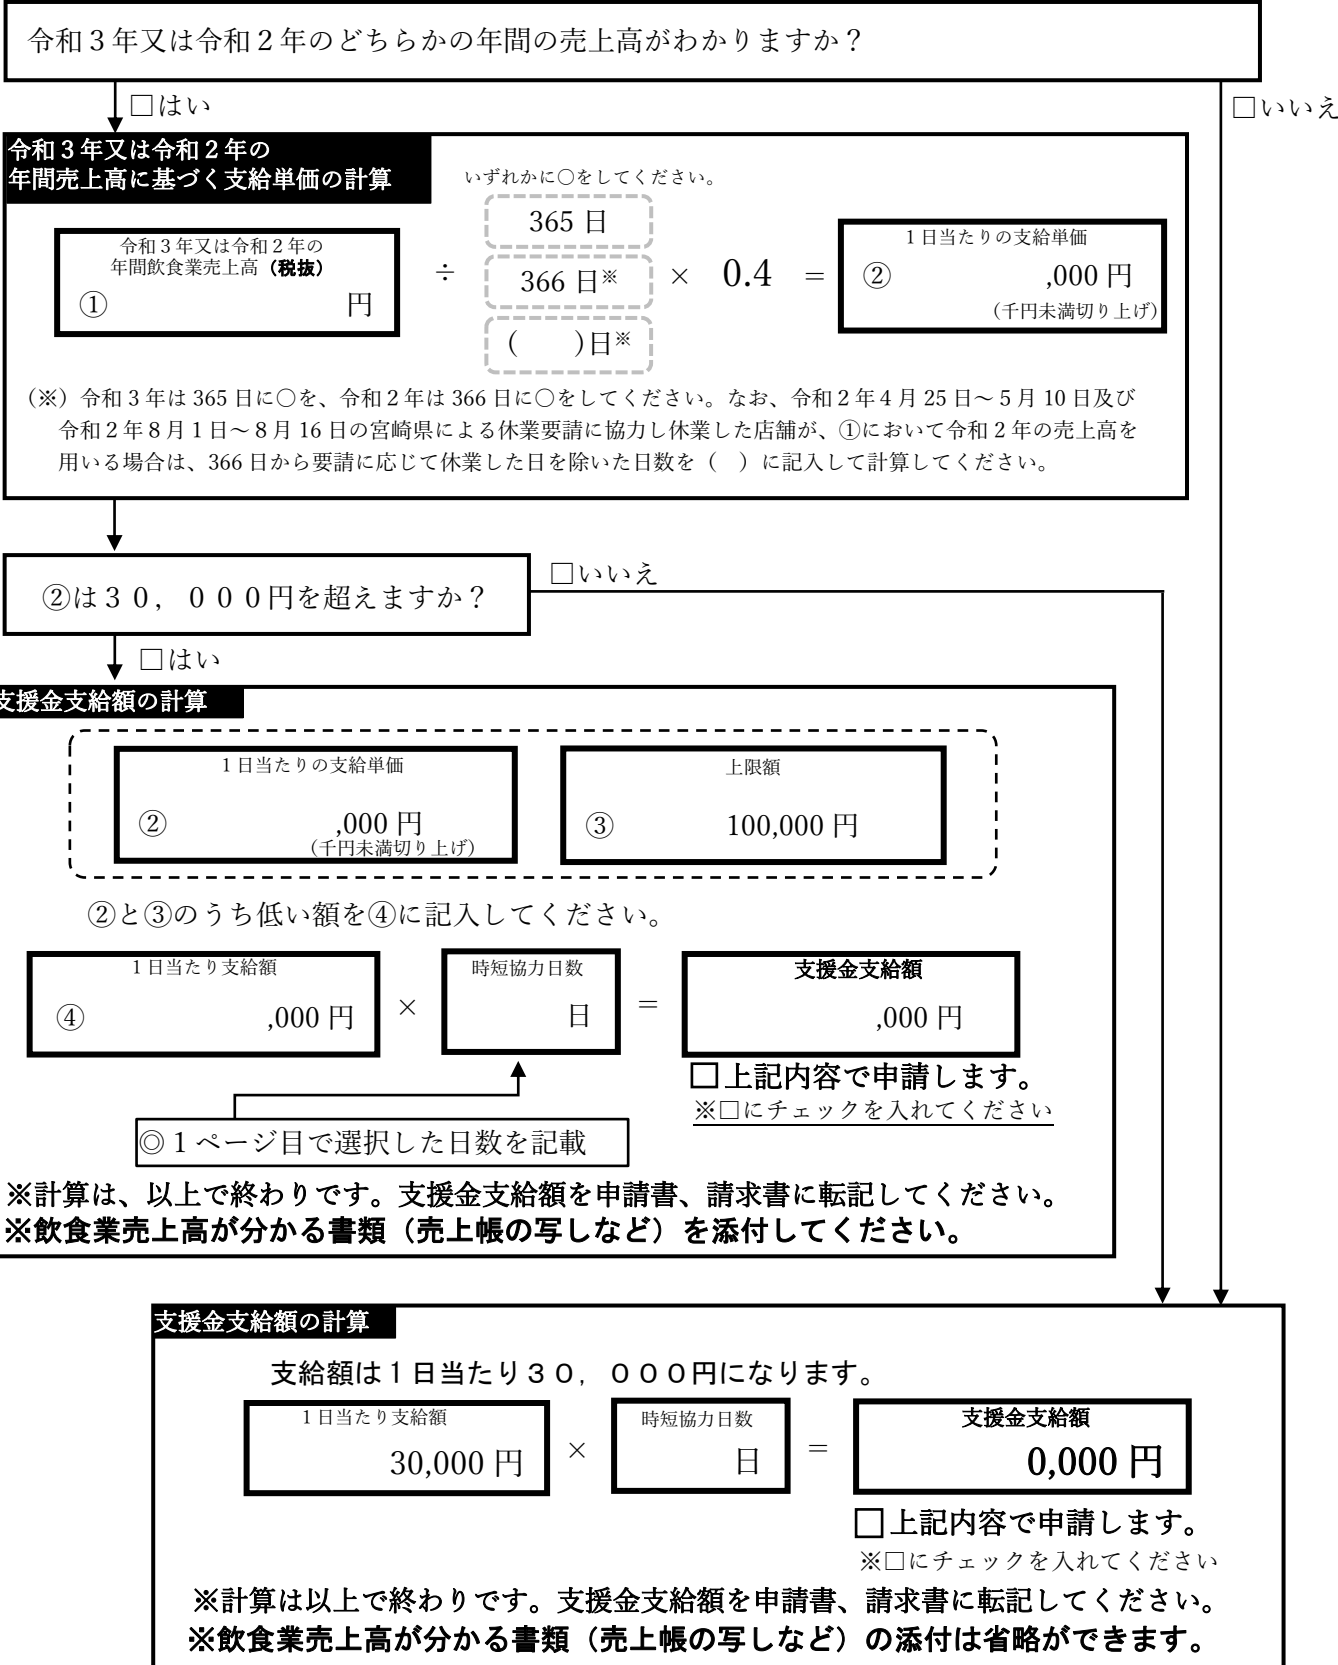 令和３年又は令和２年のどちらかの年間の売上高がわかりますか？
□はい
□いいえ
令和３年又は令和２年の
年間売上高に基づく支給単価の計算
いずれかに○をしてください。
令和３年又は令和２年の
年間飲食業売上高（税抜）
① 円
÷
365 日
366 日※
(　　)日※
× 0.4 ＝
１日当たりの支給単価
② ,000 円
（千円未満切り上げ）
（※）令和３年は 365 日に○を、令和２年は 366 日に○をしてください。なお、令和２年４月 25 日～５月 10 日及び
令和２年８月１日～８月 16 日の宮崎県による休業要請に協力し休業した店舗が、①において令和２年の売上高を
用いる場合は、366 日から要請に応じて休業した日を除いた日数を（　）に記入して計算してください。
②は３０，０００円を超えますか？
□いいえ
□はい
支援金支給額の計算
１日当たりの支給単価
② ,000 円
（千円未満切り上げ）
上限額
③ 100,000 円
②と③のうち低い額を④に記入してください。
１日当たり支給額
④ ,000 円
×
時短協力日数
日
＝
支援金支給額
,000 円
□上記内容で申請します。
※□にチェックを入れてください
◎１ページ目で選択した日数を記載
※計算は、以上で終わりです。支援金支給額を申請書、請求書に転記してください。
※飲食業売上高が分かる書類（売上帳の写しなど）を添付してください。
支援金支給額の計算
支給額は１日当たり３０，０００円になります。
１日当たり支給額
30,000 円
×
時短協力日数
日
＝
支援金支給額
0,000 円
□上記内容で申請します。
※□にチェックを入れてください
※計算は以上で終わりです。支援金支給額を申請書、請求書に転記してください。
※飲食業売上高が分かる書類（売上帳の写しなど）の添付は省略ができます。